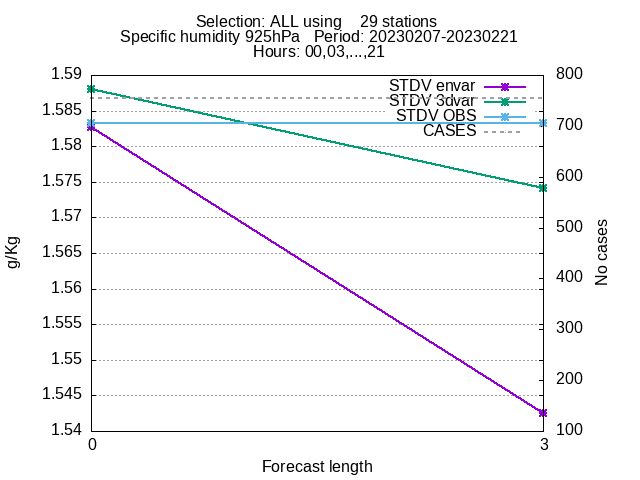 Selection: ALL using    29 stations
Specific humidity 925hPa   Period: 20230207-20230221
Hours: 00,03,...,21
1.59
1.585
1.58
1.575
1.57
1.565
1.56
1.555
1.55
1.545
1.54
g/Kg
STDV envar
STDV 3dvar
STDV OBS
CASES
800
700
600
500
400
300
200
100
No cases
0
3
Forecast length